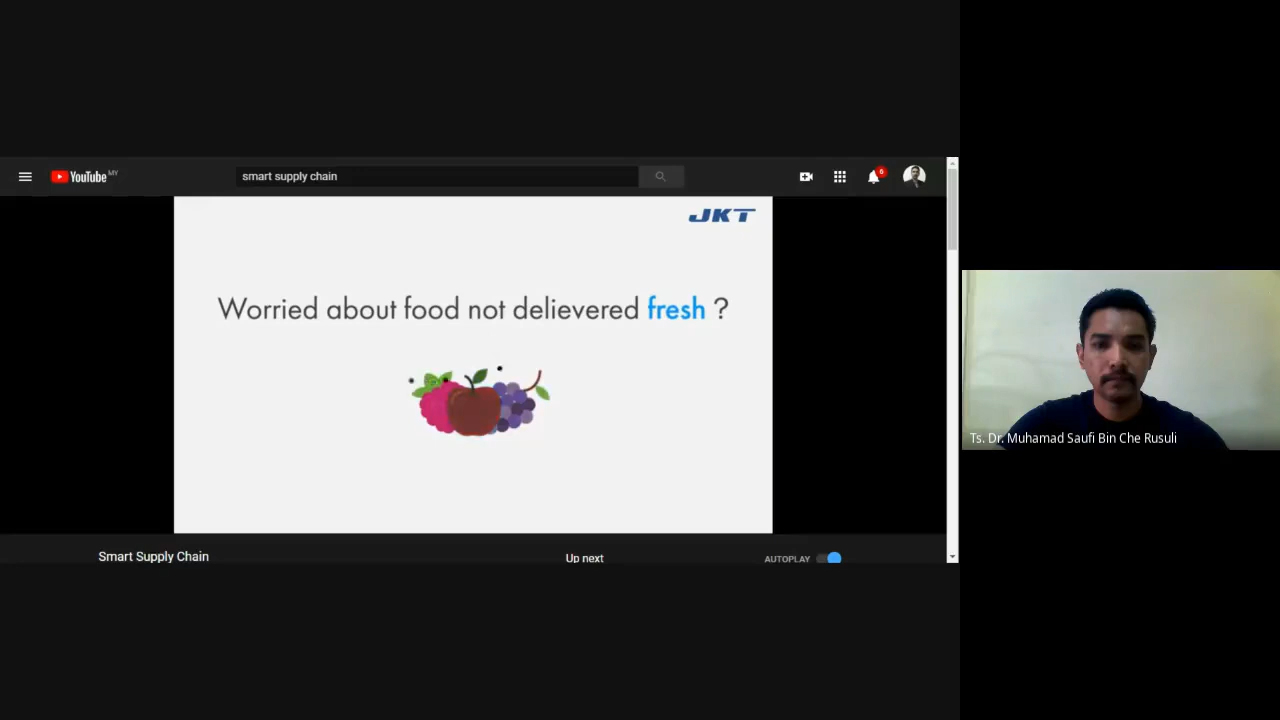 YouTube MY
smart supply chain
6
JKT
Worried about food not delievered fresh ?
Ts. Dr. Muhamad Saufi Bin Che Rusuli
Smart Supply Chain
Up next
AUTOPLAY